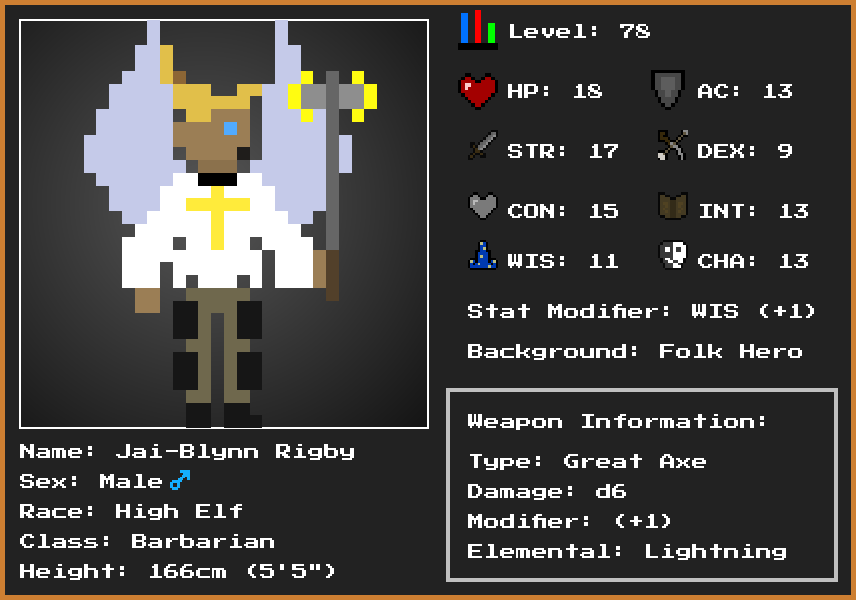 Level: 78
HP: 18
AC: 13
STR: 17
DEX: 9
CON: 15
INT: 13
WIS: 11
CHA: 13
Stat Modifier: WIS (+1)
Background: Folk Hero
Weapon Information:
Type: Great Axe
Damage: d6
Modifier: (+1)
Elemental: Lightning
Name: Jai-Blynn Rigby
Sex: Male ♂
Race: High Elf
Class: Barbarian
Height: 166cm (5'5")